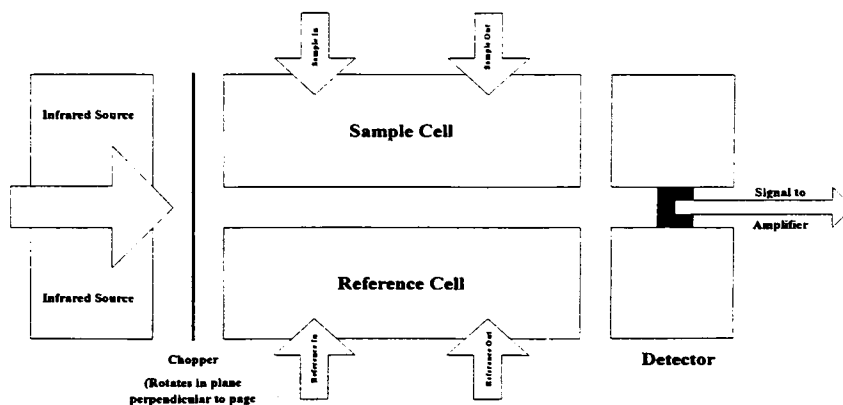 Sample In
Sample Out
Infrared Source
Sample Cell
Signal to
Amplifier
Infrared Source
Reference Cell
Reference In
Reference Out
Chopper
(Rotates in plane
perpendicular to page
Detector